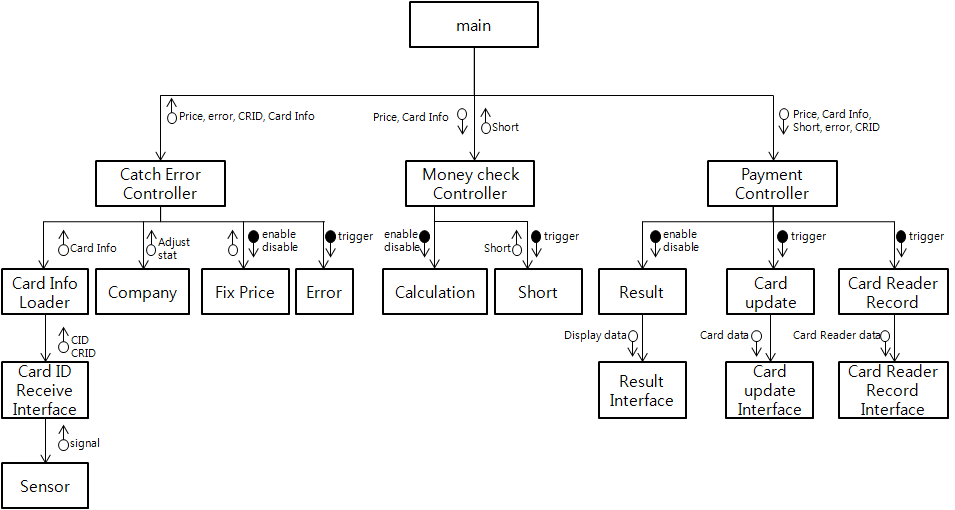 main
Price, error, CRID, Card Info
Price, Card Info
Short
Price, Card Info,
Short, error, CRID
Catch Error
Controller
Money check
Controller
Payment
Controller
Card Info
Adjust
stat
enable
disable
trigger
enable
disable
Short
trigger
enable
disable
trigger
trigger
Card Info
Loader
Company
Fix Price
Error
Calculation
Short
Result
Card
update
Card Reader
Record
CID
CRID
Display data
Card data
Card Reader data
Card ID
Receive
Interface
Result
Interface
Card
update
Interface
Card Reader
Record
Interface
signal
Sensor